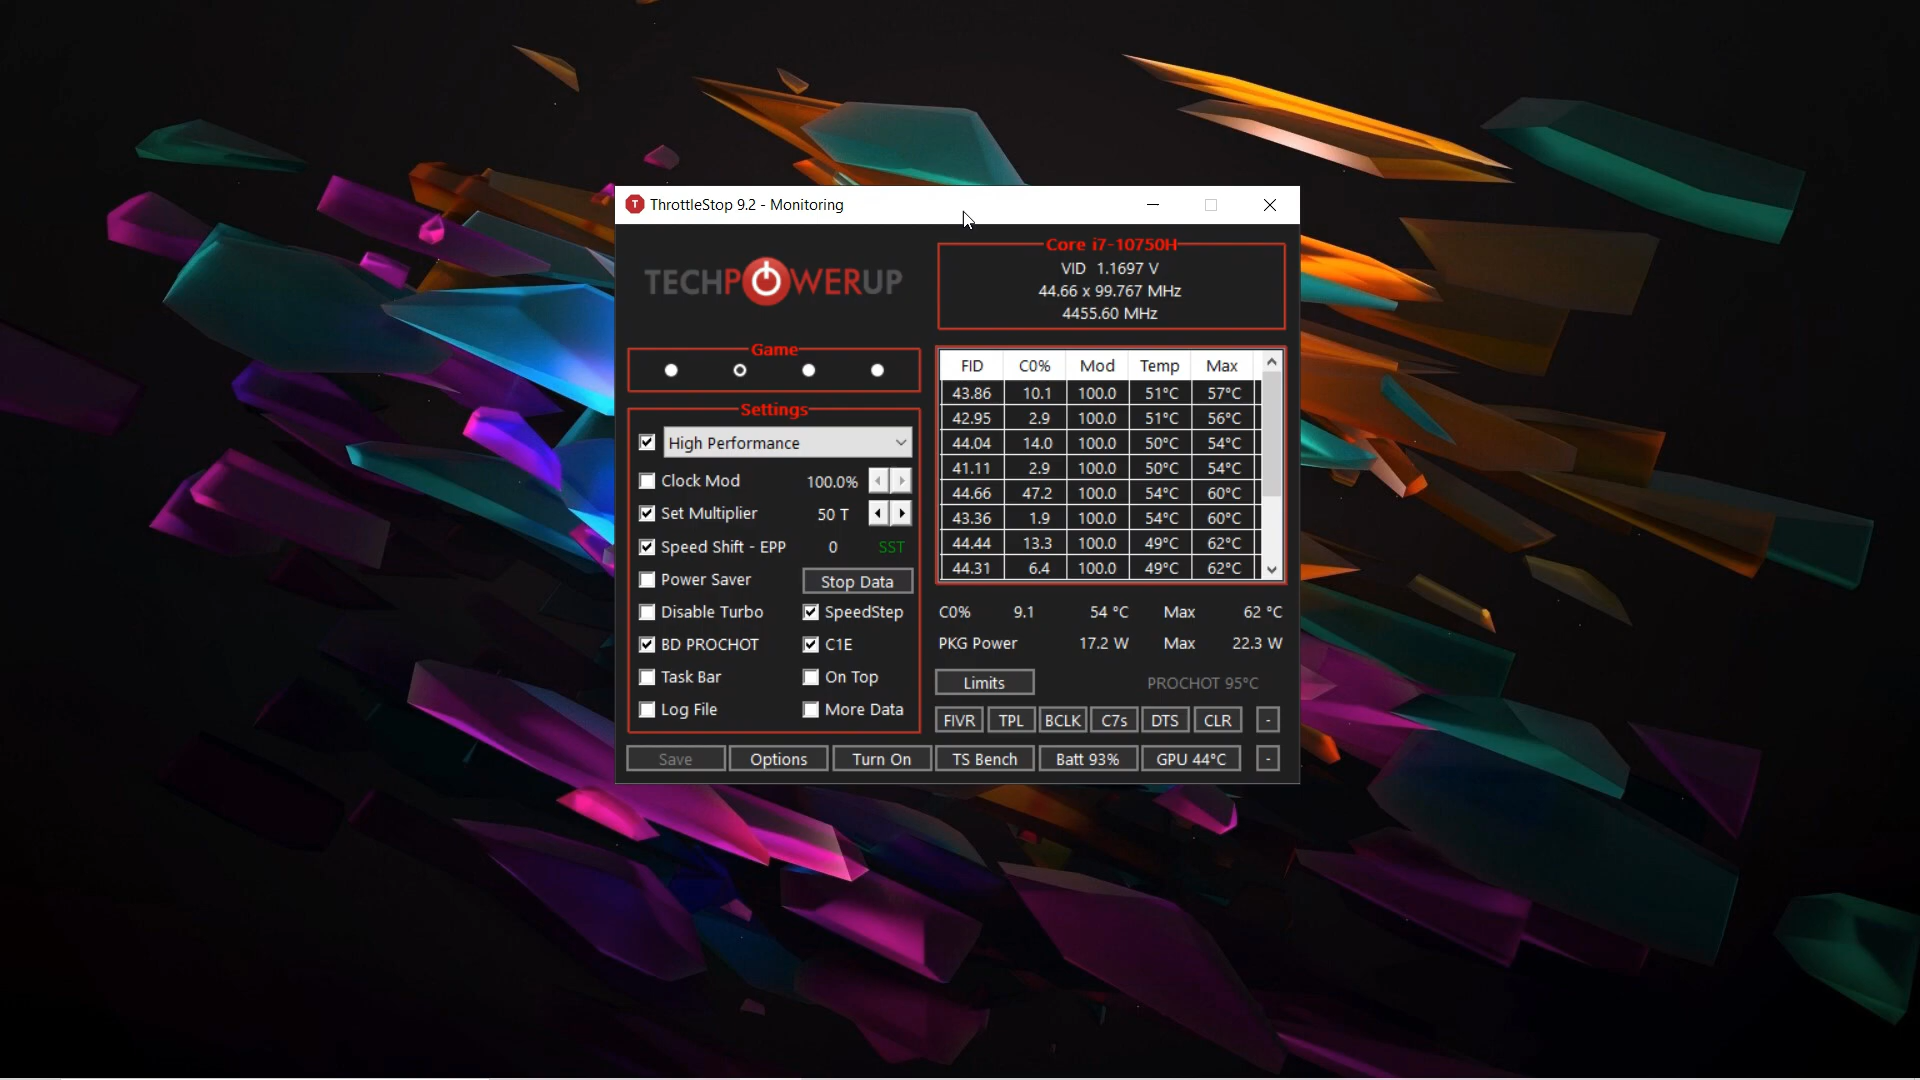 ThrottleStop 9.2 - Monitoring
TECHPOWERUP
Core i7-10750H
VID 1.1697 V
44.66 x 99.767 MHz
4455.60 MHz
Game
Settings
High Performance
Clock Mod 100.0%
Set Multiplier 50 T
Speed Shift - EPP 0 SST
Power Saver Stop Data
Disable Turbo SpeedStep
BD PROCHOT C1E
Task Bar On Top
Log File More Data
FID C0% Mod Temp Max
43.86 10.1 100.0 51°C 57°C
42.95 2.9 100.0 51°C 56°C
44.04 14.0 100.0 50°C 54°C
41.11 2.9 100.0 50°C 54°C
44.66 47.2 100.0 54°C 60°C
43.36 1.9 100.0 54°C 60°C
44.44 13.3 100.0 49°C 62°C
44.31 6.4 100.0 49°C 62°C
C0% 9.1 54 °C Max 62 °C
PKG Power 17.2 W Max 22.3 W
Limits PROCHOT 95°C
FIVR TPL BCLK C7s DTS CLR -
Save Options Turn On TS Bench Batt 93% GPU 44°C -